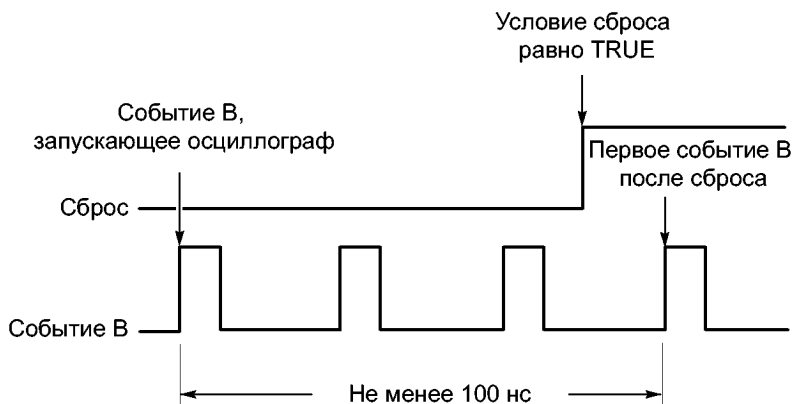 Условие сброса
равно TRUE
Событие В,
запускающее осциллограф
Первое событие В
после сброса
Сброс
Событие В
Не менее 100 нс